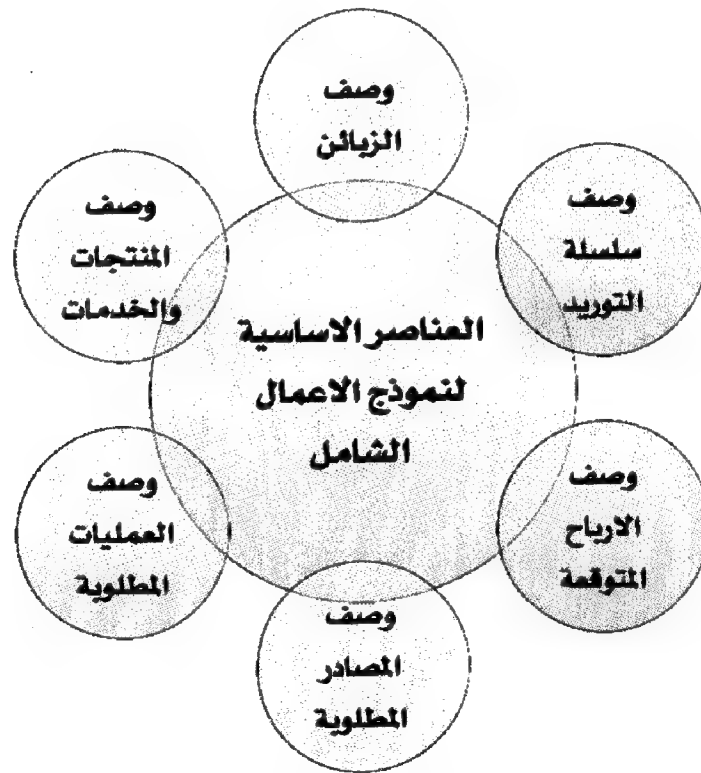 وصف
الزبائن
وصف
سلسلة
التوريد
وصف
المنتجات
والخدمات
العناصر الاساسية
لنموذج الاعمال
الشامل
وصف
الارباح
المتوقعة
وصف
العمليات
المطلوبة
وصف
المصادر
المطلوبة